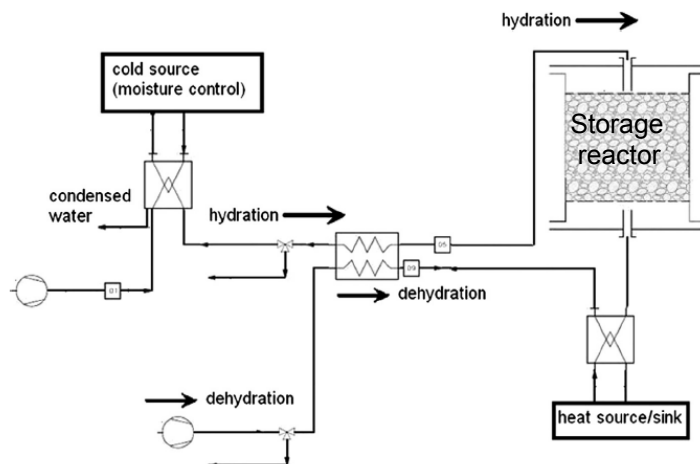 hydration
cold source
(moisture control)
Storage
reactor
condensed
water
hydration
05
09
01
dehydration
dehydration
heat source/sink